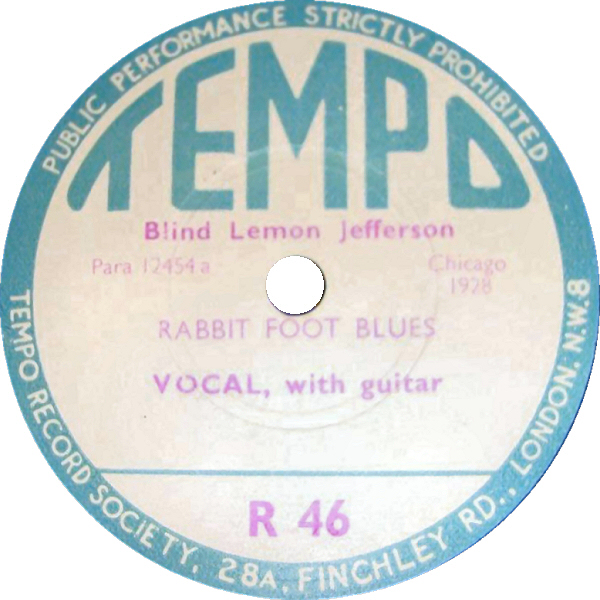 PUBLIC PERFORMANCE STRICTLY PROHIBITED
TEMPO
Blind Lemon Jefferson
Para 12454a
Chicago
1928
RABBIT FOOT BLUES
VOCAL, with guitar
R 46
TEMPO RECORD SOCIETY, 28A, FINCHLEY RD., LONDON. N.W.8